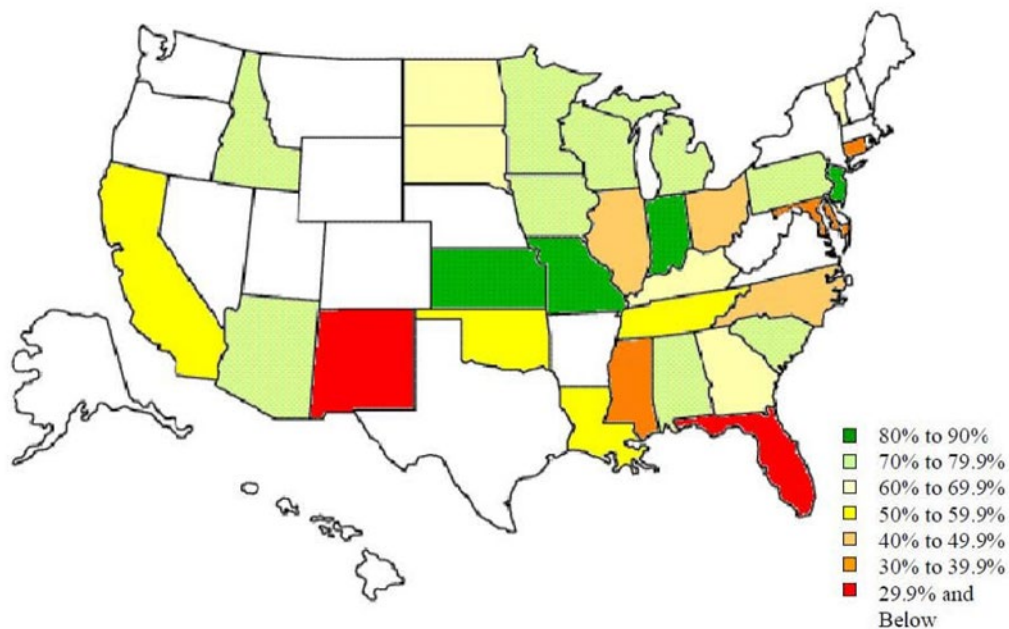 80% to 90%
70% to 79.9%
60% to 69.9%
50% to 59.9%
40% to 49.9%
30% to 39.9%
29.9% and
Below